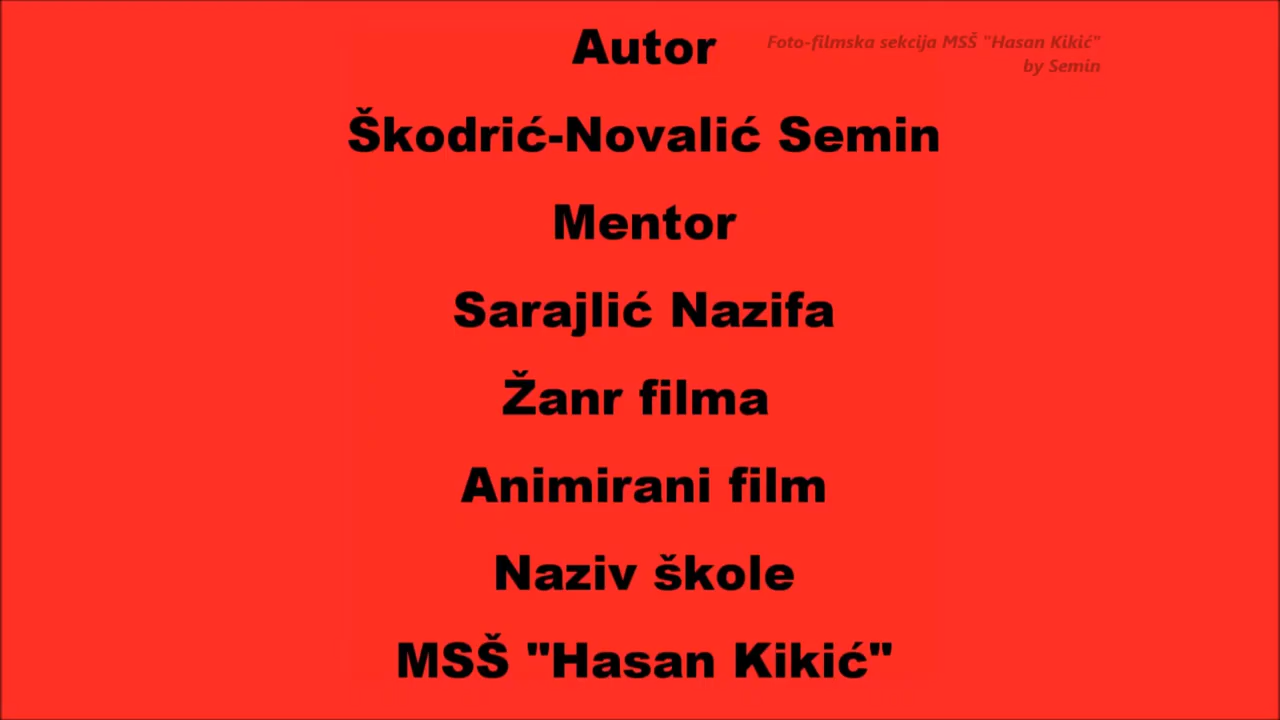 Autor
Foto-filmska sekcija MSŠ "Hasan Kikić"
by Semin
Škodrić-Novalić Semin
Mentor
Sarajlić Nazifa
Žanr filma
Animirani film
Naziv škole
MSŠ "Hasan Kikić"